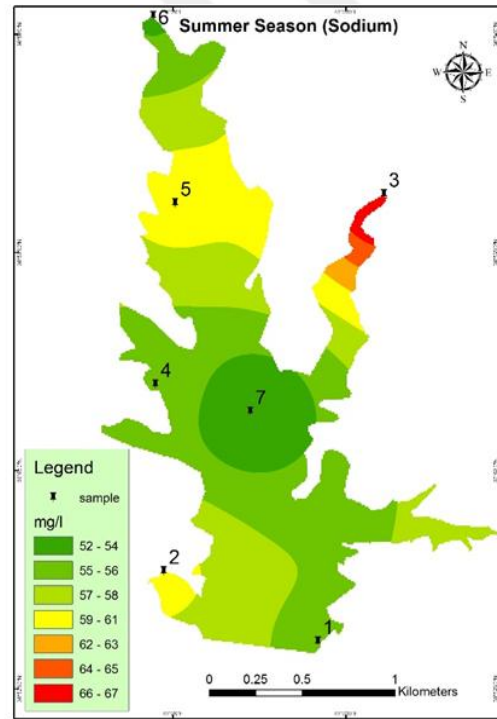 Summer Season (Sodium)
N
W E
S
6
5
3
4
7
2
1
Legend
sample
mg/l
52 - 54
55 - 56
57 - 58
59 - 61
62 - 63
64 - 65
66 - 67
0 0.25 0.5 1
Kilometers